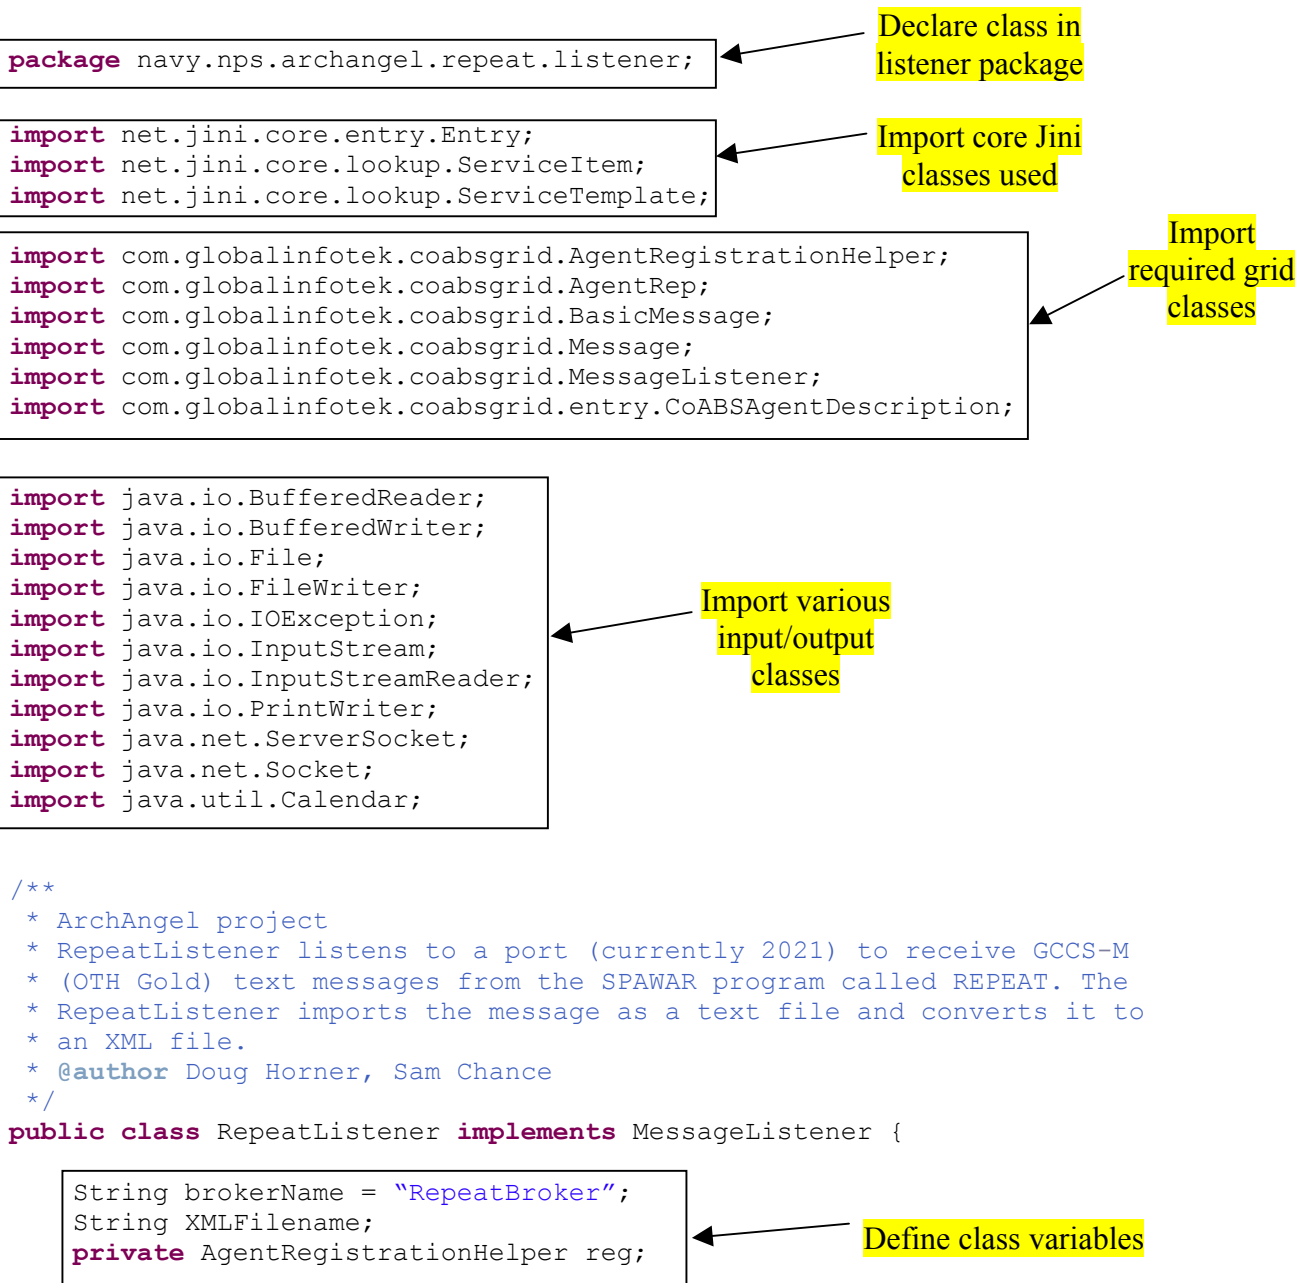 package navy.nps.archangel.repeat.listener;
Declare class in
listener package
import net.jini.core.entry.Entry;
import net.jini.core.lookup.ServiceItem;
import net.jini.core.lookup.ServiceTemplate;
Import core Jini
classes used
import com.globalinfotek.coabsgrid.AgentRegistrationHelper;
import com.globalinfotek.coabsgrid.AgentRep;
import com.globalinfotek.coabsgrid.BasicMessage;
import com.globalinfotek.coabsgrid.Message;
import com.globalinfotek.coabsgrid.MessageListener;
import com.globalinfotek.coabsgrid.entry.CoABSAgentDescription;
Import
required grid
classes
import java.io.BufferedReader;
import java.io.BufferedWriter;
import java.io.File;
import java.io.FileWriter;
import java.io.IOException;
import java.io.InputStream;
import java.io.InputStreamReader;
import java.io.PrintWriter;
import java.net.ServerSocket;
import java.net.Socket;
import java.util.Calendar;
Import various
input/output
classes
/**
* ArchAngel project
* RepeatListener listens to a port (currently 2021) to receive GCCS-M
* (OTH Gold) text messages from the SPAWAR program called REPEAT. The
* RepeatListener imports the message as a text file and converts it to
* an XML file.
* @author Doug Horner, Sam Chance
*/
public class RepeatListener implements MessageListener {
String brokerName = “RepeatBroker”;
String XMLFilename;
private AgentRegistrationHelper reg;
Define class variables